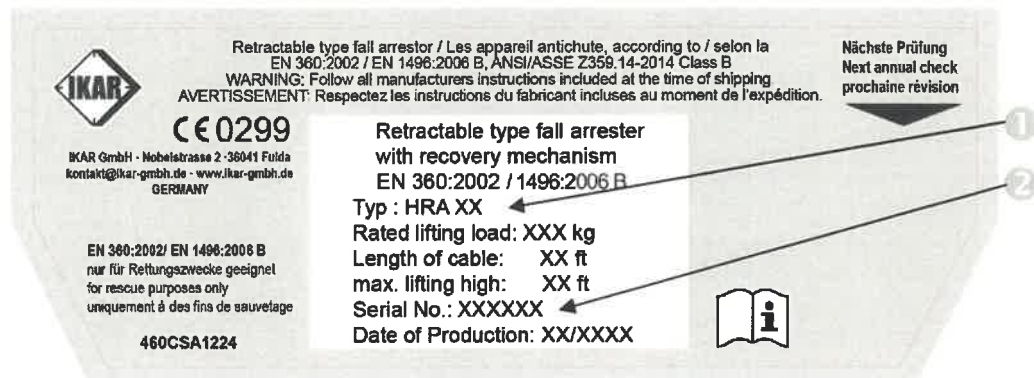 IKAR
Retractable type fall arrestor / Les appareil antichute, according to / selon la
EN 360:2002 / EN 1496:2006 B, ANSI/ASSE Z359.14-2014 Class B
WARNING: Follow all manufacturers instructions included at the time of shipping
AVERTISSEMENT: Respectez les instructions du fabricant incluses au moment de l'expédition.
Nächste Prüfung
Next annual check
prochaine révision
CE 0299
IKAR GmbH - Nobelstrasse 2 -36041 Fulda
kontakt@ikar-gmbh.de - www.ikar-gmbh.de
GERMANY
EN 360:2002/ EN 1496:2006 B
nur für Rettungszwecke geeignet
for rescue purposes only
uniquement á des fins de sauvetage
460CSA1224
Retractable type fall arrester
with recovery mechanism
EN 360:2002 / 1496:2006 B
Typ : HRA XX
Rated lifting load: XXX kg
Length of cable: XX ft
max. lifting high: XX ft
Serial No.: XXXXXX
Date of Production: XX/XXXX
1
2
i